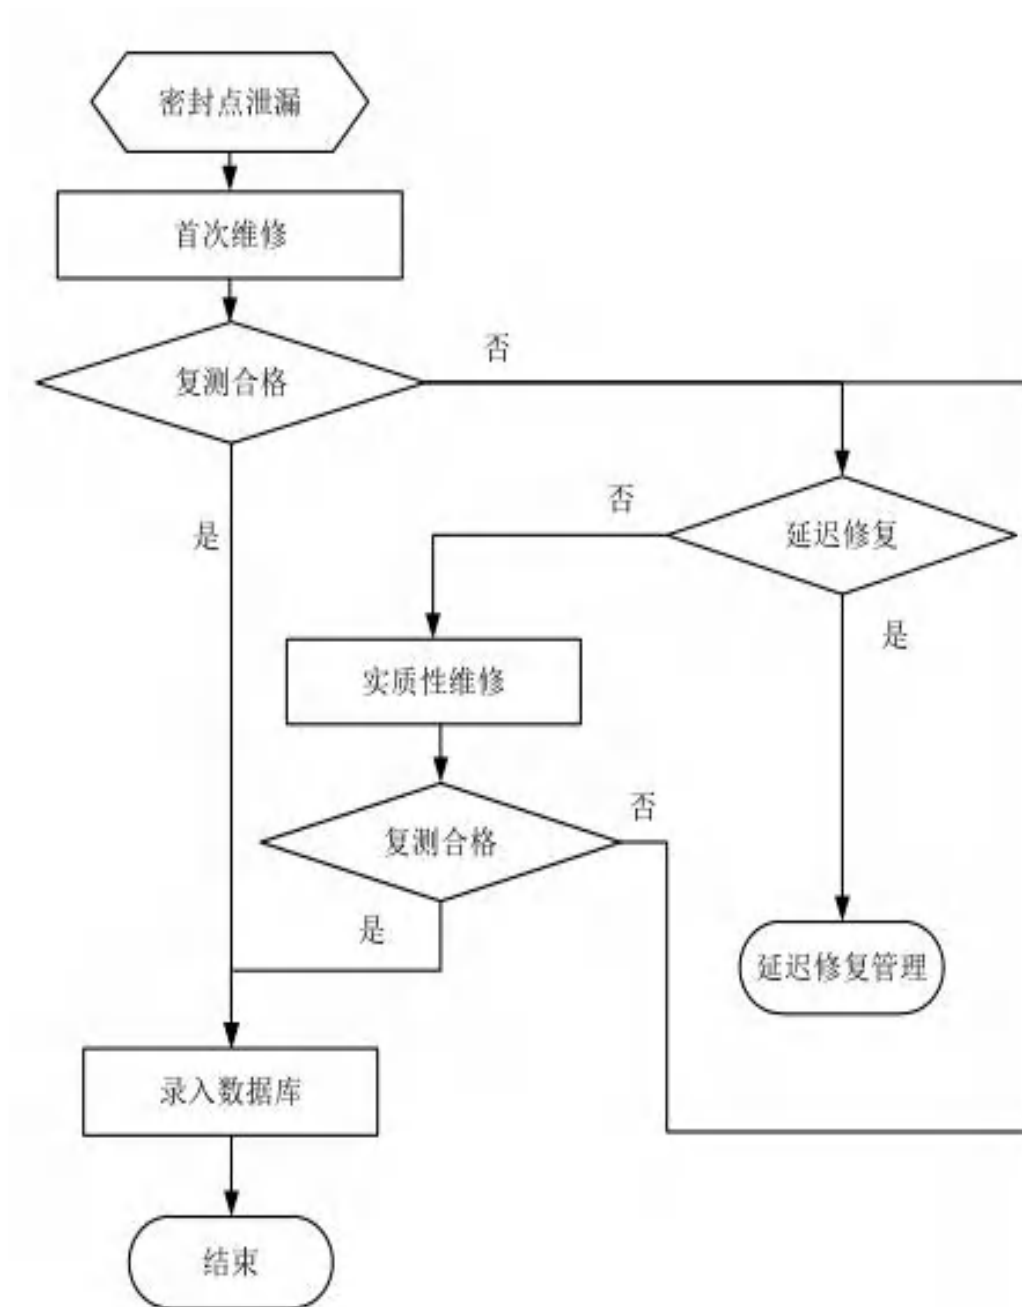 密封点泄漏
首次维修
否
复测合格
否
是
延迟修复
是
实质性维修
否
复测合格
是
延迟修复管理
录入数据库
结束